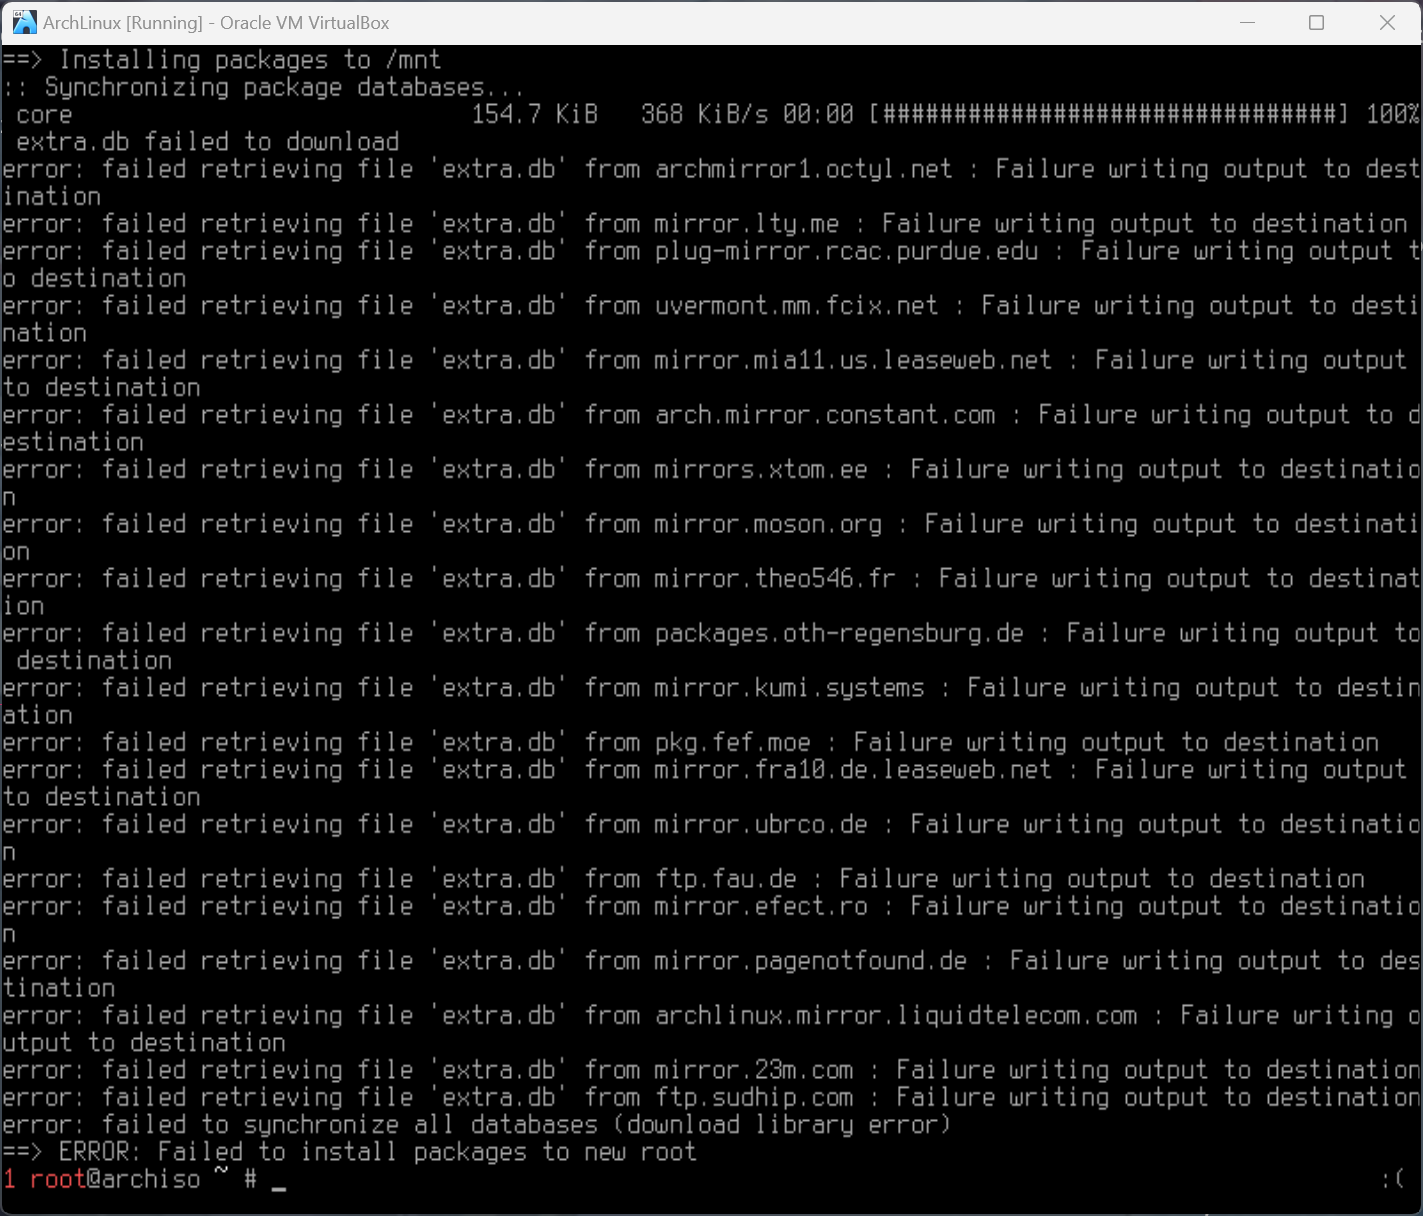 ArchLinux [Running] - Oracle VM VirtualBox
==> Installing packages to /mnt
:: Synchronizing package databases...
core 154.7 KiB 368 KiB/s 00:00 [################################] 100%
extra.db failed to download
error: failed retrieving file 'extra.db' from archmirror1.octyl.net : Failure writing output to dest
ination
error: failed retrieving file 'extra.db' from mirror.lty.me : Failure writing output to destination
error: failed retrieving file 'extra.db' from plug-mirror.rcac.purdue.edu : Failure writing output t
o destination
error: failed retrieving file 'extra.db' from uvermont.mm.fcix.net : Failure writing output to desti
nation
error: failed retrieving file 'extra.db' from mirror.mia11.us.leaseweb.net : Failure writing output
to destination
error: failed retrieving file 'extra.db' from arch.mirror.constant.com : Failure writing output to d
estination
error: failed retrieving file 'extra.db' from mirrors.xtom.ee : Failure writing output to destinatio
n
error: failed retrieving file 'extra.db' from mirror.moson.org : Failure writing output to destinati
on
error: failed retrieving file 'extra.db' from mirror.theo546.fr : Failure writing output to destinat
ion
error: failed retrieving file 'extra.db' from packages.oth-regensburg.de : Failure writing output to
destination
error: failed retrieving file 'extra.db' from mirror.kumi.systems : Failure writing output to destin
ation
error: failed retrieving file 'extra.db' from pkg.fef.moe : Failure writing output to destination
error: failed retrieving file 'extra.db' from mirror.fra10.de.leaseweb.net : Failure writing output
to destination
error: failed retrieving file 'extra.db' from mirror.ubrco.de : Failure writing output to destinatio
n
error: failed retrieving file 'extra.db' from ftp.fau.de : Failure writing output to destination
error: failed retrieving file 'extra.db' from mirror.efect.ro : Failure writing output to destinatio
n
error: failed retrieving file 'extra.db' from mirror.pagenotfound.de : Failure writing output to des
tination
error: failed retrieving file 'extra.db' from archlinux.mirror.liquidtelecom.com : Failure writing o
utput to destination
error: failed retrieving file 'extra.db' from mirror.23m.com : Failure writing output to destination
error: failed retrieving file 'extra.db' from ftp.sudhip.com : Failure writing output to destination
error: failed to synchronize all databases (download library error)
==> ERROR: Failed to install packages to new root
1 root@archiso ~ # _ :(